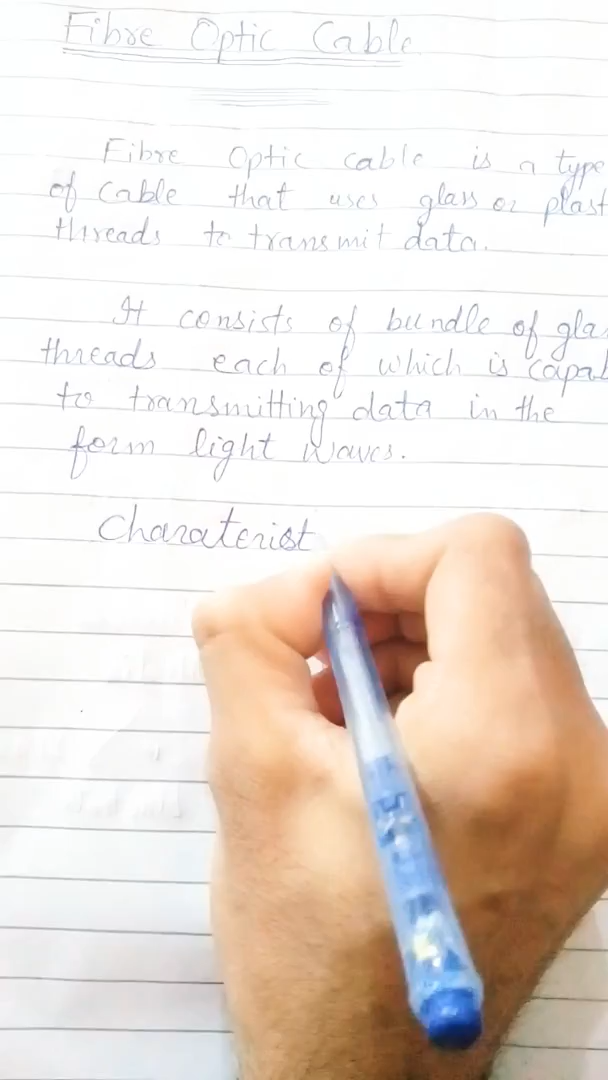 Fibre Optic Cable
Fibre Optic cable is a type
of cable that uses glass or plast
threads to transmit data.
It consists of bundle of glas
threads each of which is capab
to transmitting data in the
form light waves.
Charaterist